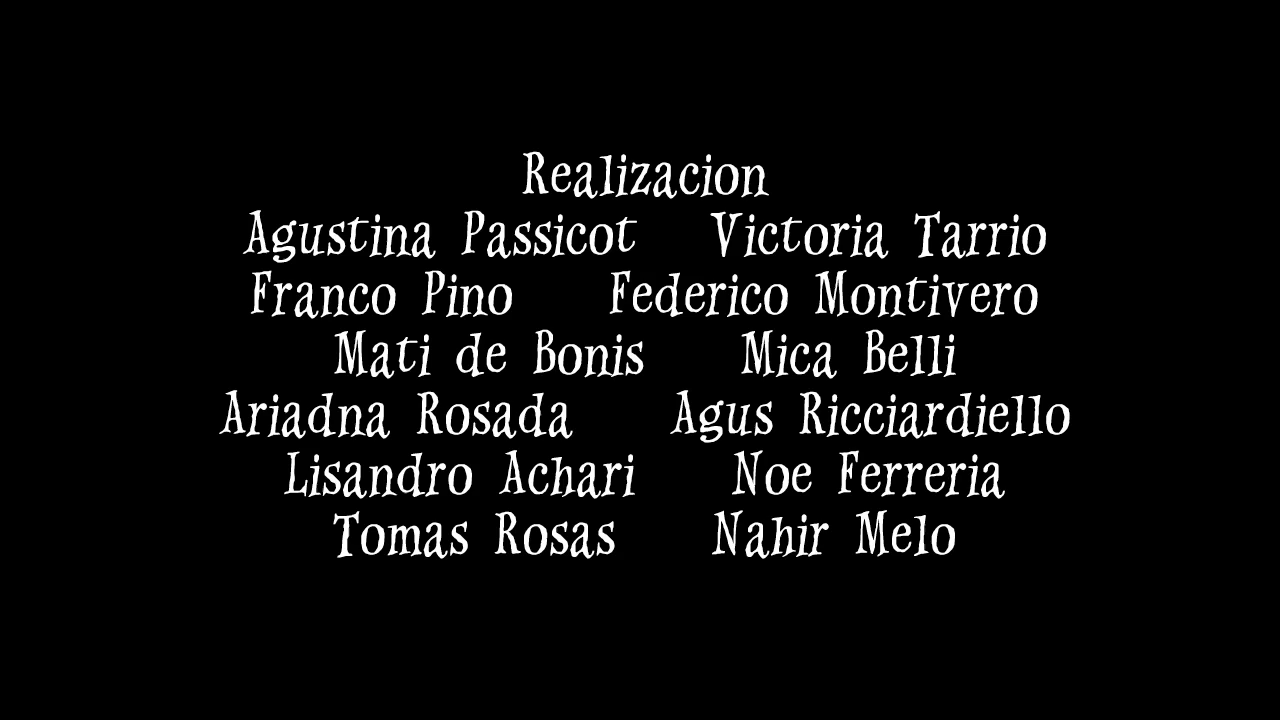 Realizacion
Agustina Passicot Victoria Tarrio
Franco Pino Federico Montivero
Mati de Bonis Mica Belli
Ariadna Rosada Agus Ricciardiello
Lisandro Achari Noe Ferreria
Tomas Rosas Nahir Melo